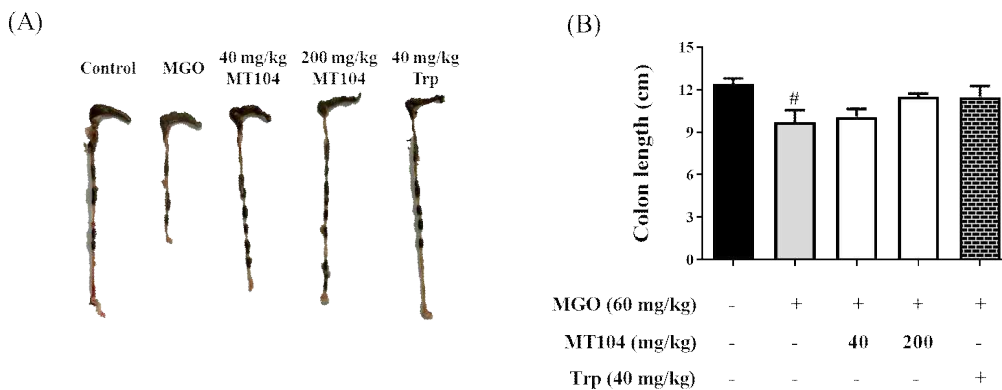 (A)
Control
MGO
40 mg/kg
MT104
200 mg/kg
MT104
40 mg/kg
Trp
(B)
Colon length (cm)
15
12
9
6
3
0
#
MGO (60 mg/kg) - + + + +
MT104 (mg/kg) - - 40 200 -
Trp (40 mg/kg) - - - - +